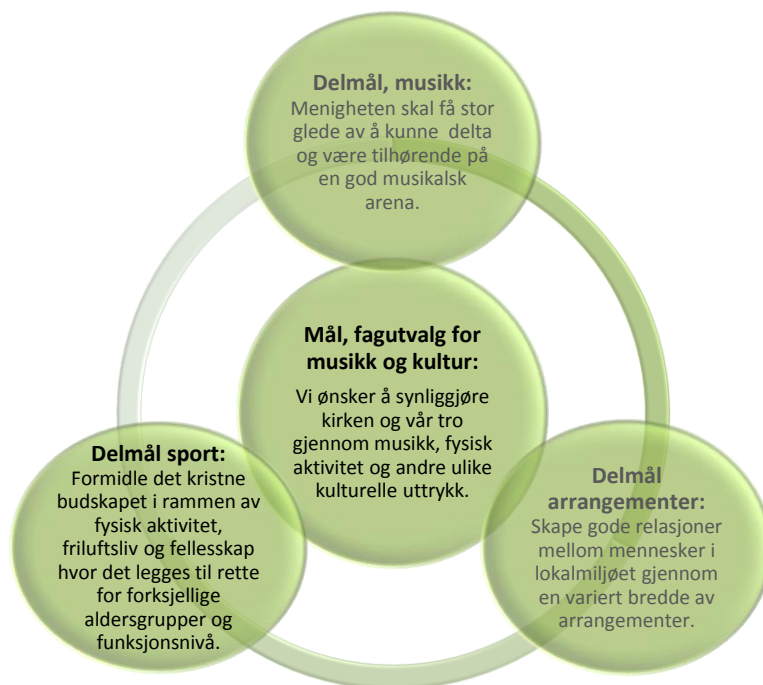 Delmål, musikk:
Menigheten skal få stor
glede av å kunne  delta
og være tilhørende på
en god musikalsk
arena.
Mål, fagutvalg for
musikk og kultur:
Vi ønsker å synliggjøre
kirken og vår tro
gjennom musikk, fysisk
aktivitet og andre ulike
kulturelle uttrykk.
Delmål sport:
Formidle det kristne
budskapet i rammen av
fysisk aktivitet,
friluftsliv og fellesskap
hvor det legges til rette
for forksjellige
aldersgrupper og
funksjonsnivå.
Delmål
arrangementer:
Skape gode relasjoner
mellom mennesker i
lokalmiljøet gjennom
en variert bredde av
arrangementer.